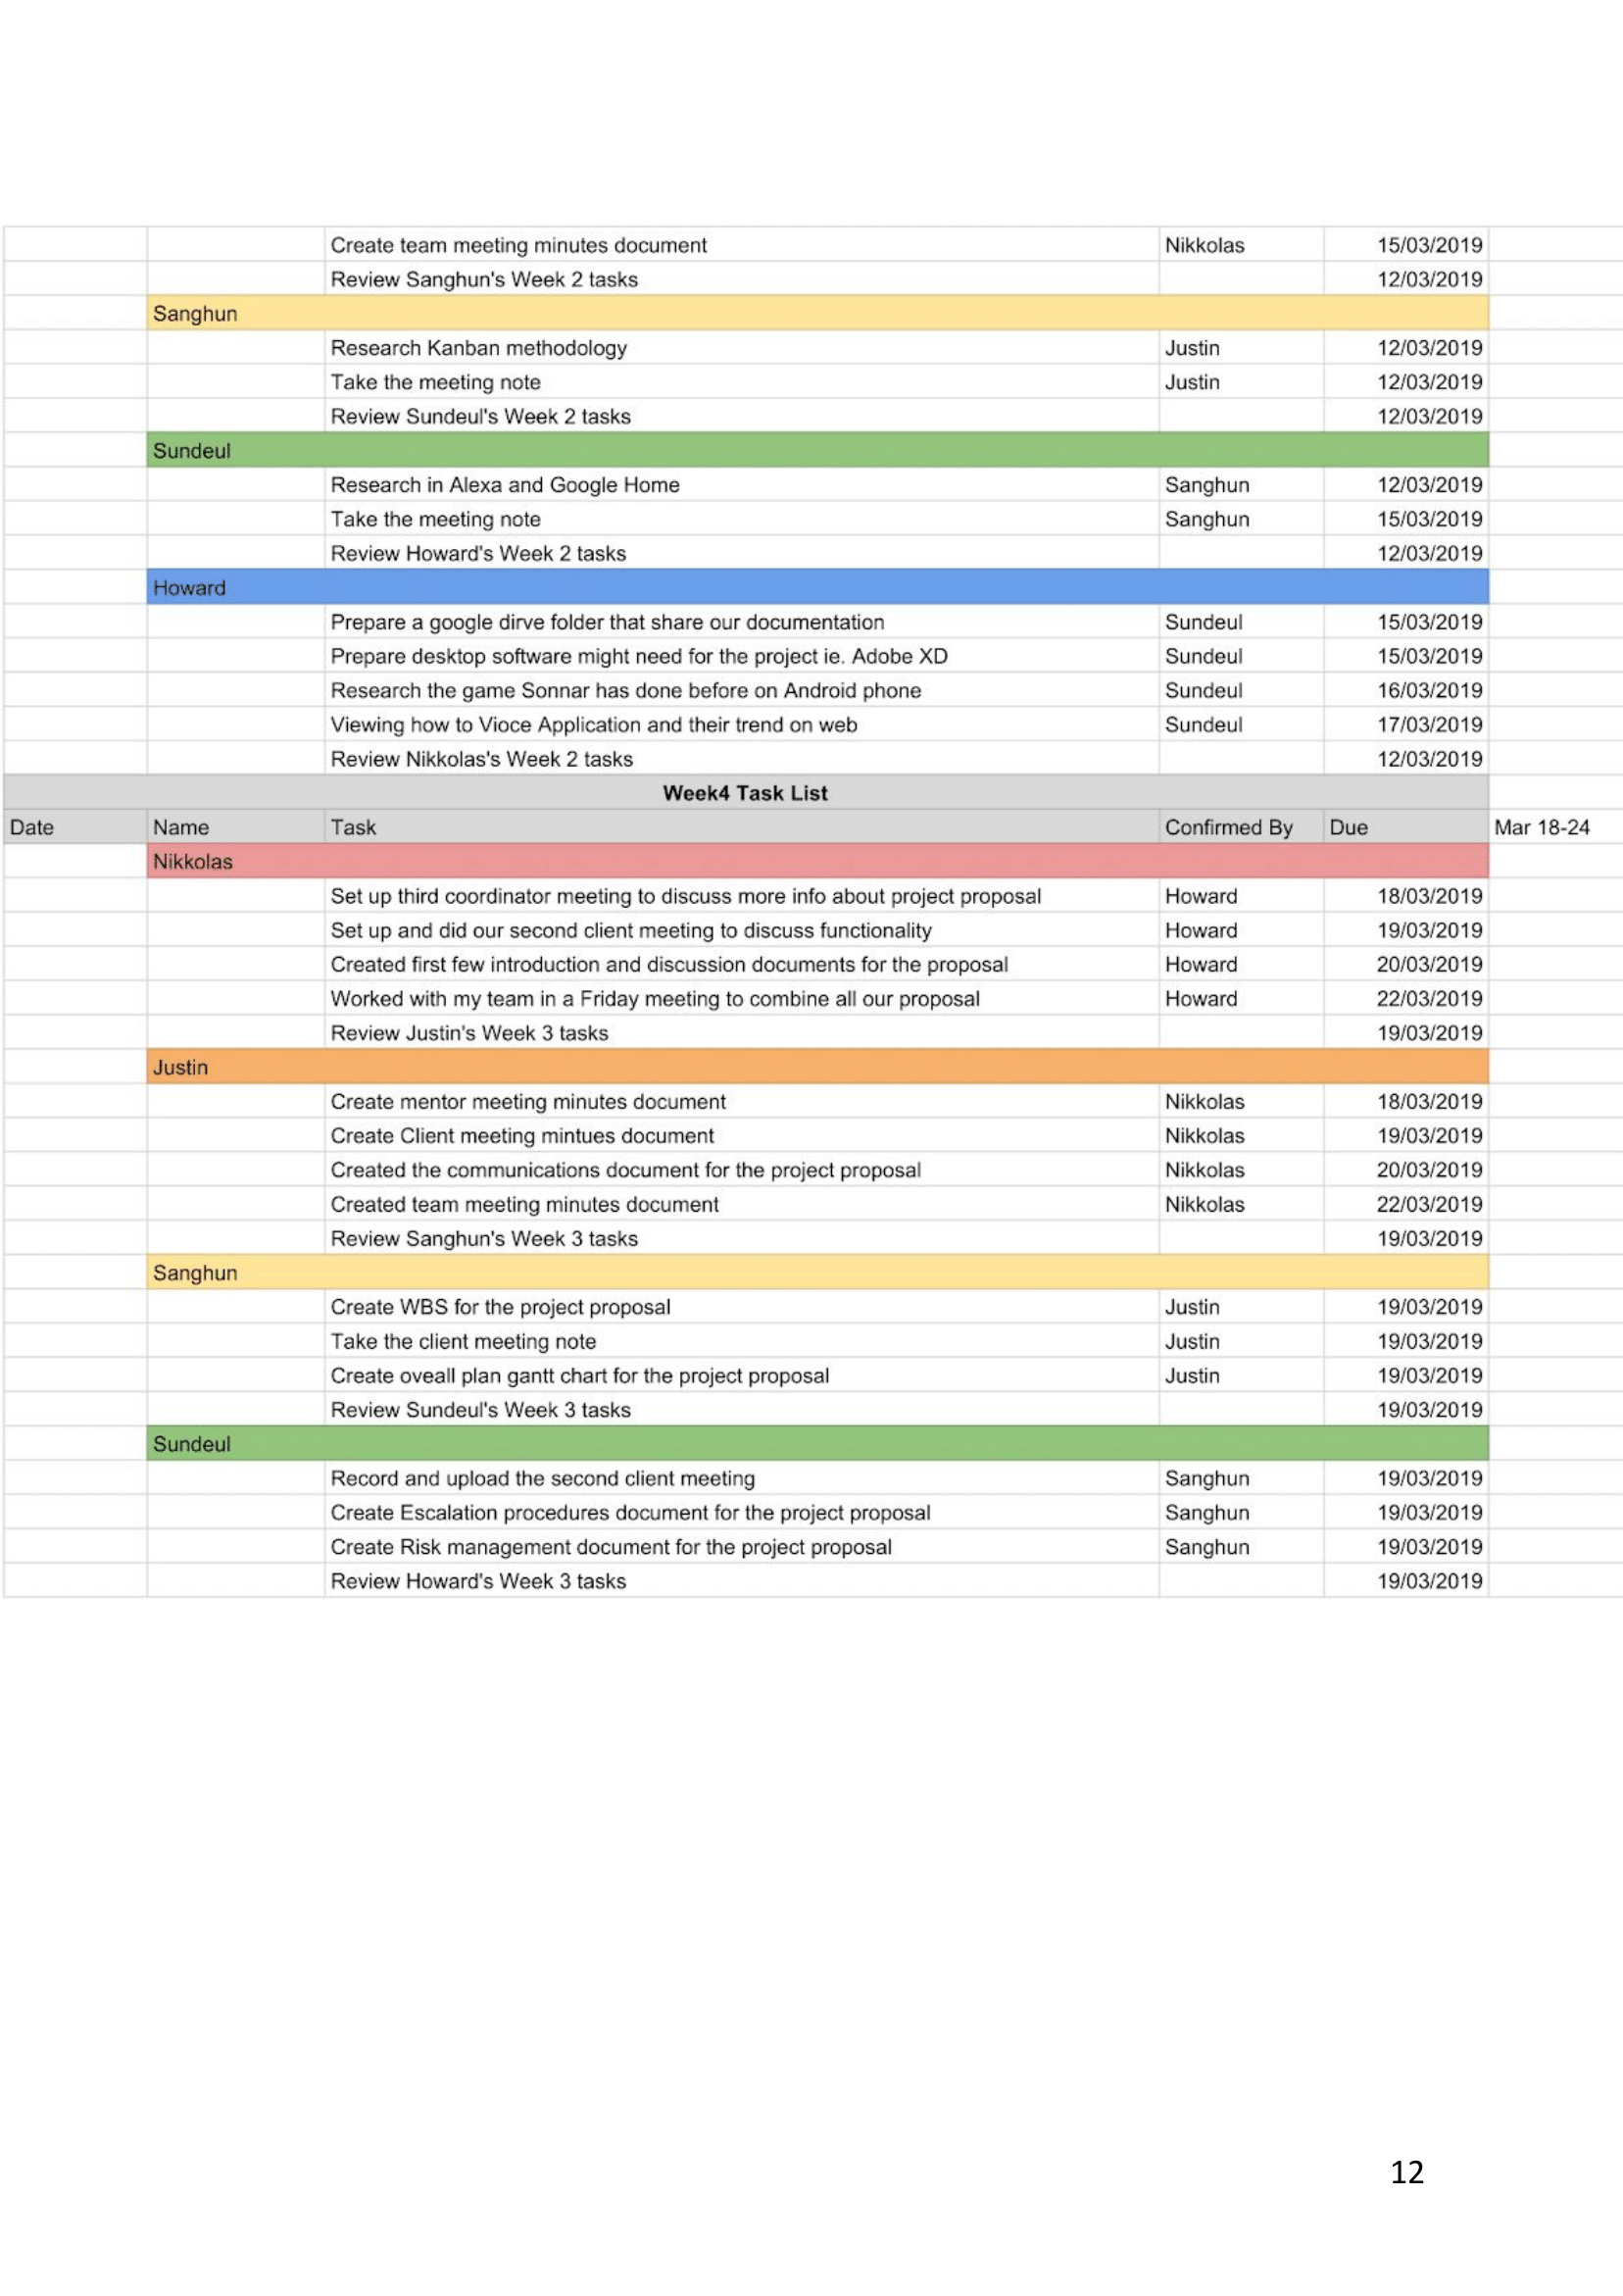 Create team meeting minutes document Nikkolas 15/03/2019
Review Sanghun's Week 2 tasks 12/03/2019
Sanghun
Research Kanban methodology Justin 12/03/2019
Take the meeting note Justin 12/03/2019
Review Sundeul's Week 2 tasks 12/03/2019
Sundeul
Research in Alexa and Google Home Sanghun 12/03/2019
Take the meeting note Sanghun 15/03/2019
Review Howard's Week 2 tasks 12/03/2019
Howard
Prepare a google dirve folder that share our documentation Sundeul 15/03/2019
Prepare desktop software might need for the project ie. Adobe XD Sundeul 15/03/2019
Research the game Sonnar has done before on Android phone Sundeul 16/03/2019
Viewing how to Vioce Application and their trend on web Sundeul 17/03/2019
Review Nikkolas's Week 2 tasks 12/03/2019
Week4 Task List
Date Name Task Confirmed By Due Mar 18-24
Nikkolas
Set up third coordinator meeting to discuss more info about project proposal Howard 18/03/2019
Set up and did our second client meeting to discuss functionality Howard 19/03/2019
Created first few introduction and discussion documents for the proposal Howard 20/03/2019
Worked with my team in a Friday meeting to combine all our proposal Howard 22/03/2019
Review Justin's Week 3 tasks 19/03/2019
Justin
Create mentor meeting minutes document Nikkolas 18/03/2019
Create Client meeting mintues document Nikkolas 19/03/2019
Created the communications document for the project proposal Nikkolas 20/03/2019
Created team meeting minutes document Nikkolas 22/03/2019
Review Sanghun's Week 3 tasks 19/03/2019
Sanghun
Create WBS for the project proposal Justin 19/03/2019
Take the client meeting note Justin 19/03/2019
Create oveall plan gantt chart for the project proposal Justin 19/03/2019
Review Sundeul's Week 3 tasks 19/03/2019
Sundeul
Record and upload the second client meeting Sanghun 19/03/2019
Create Escalation procedures document for the project proposal Sanghun 19/03/2019
Create Risk management document for the project proposal Sanghun 19/03/2019
Review Howard's Week 3 tasks 19/03/2019
12